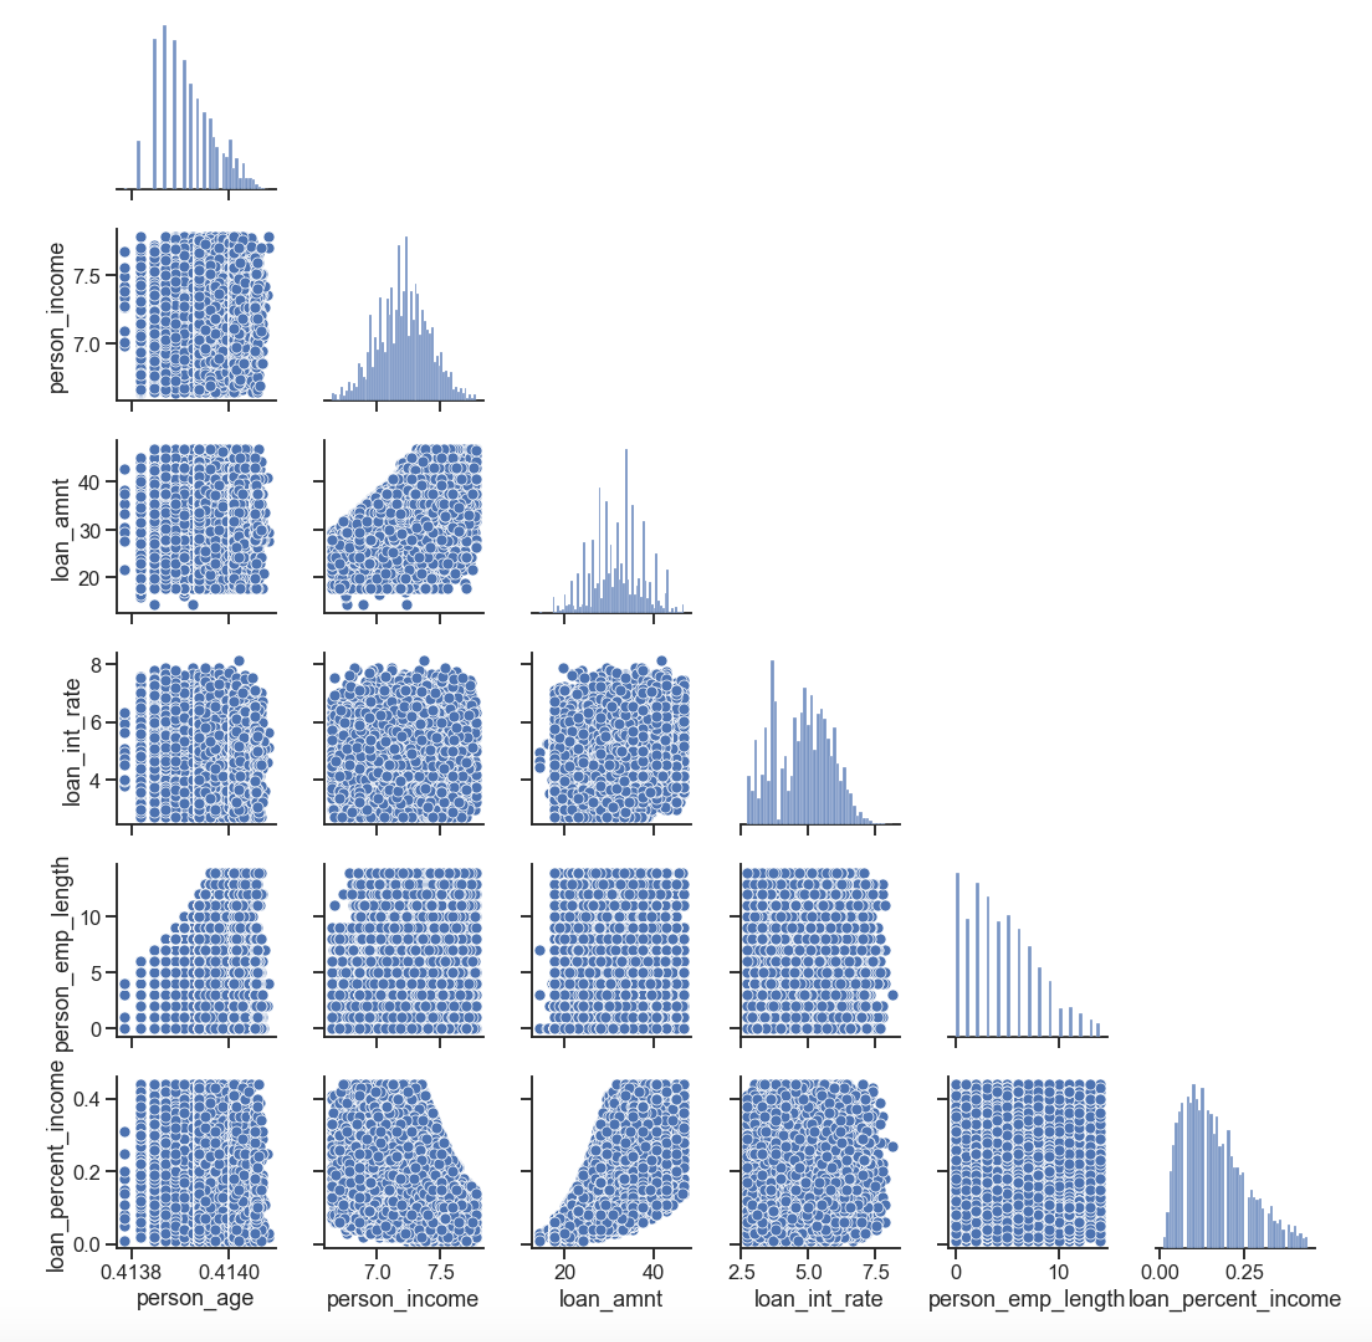 person_income
7.5
7.0
loan_amnt
40
30
20
loan_int_rate
8
6
4
person_emp_length
10
5
0
loan_percent_income
0.4
0.2
0.0
0.4138 0.4140 7.0 7.5 20 40 2.5 5.0 7.5 0 10 0.00 0.25
person_age person_income loan_amnt loan_int_rate person_emp_length loan_percent_income